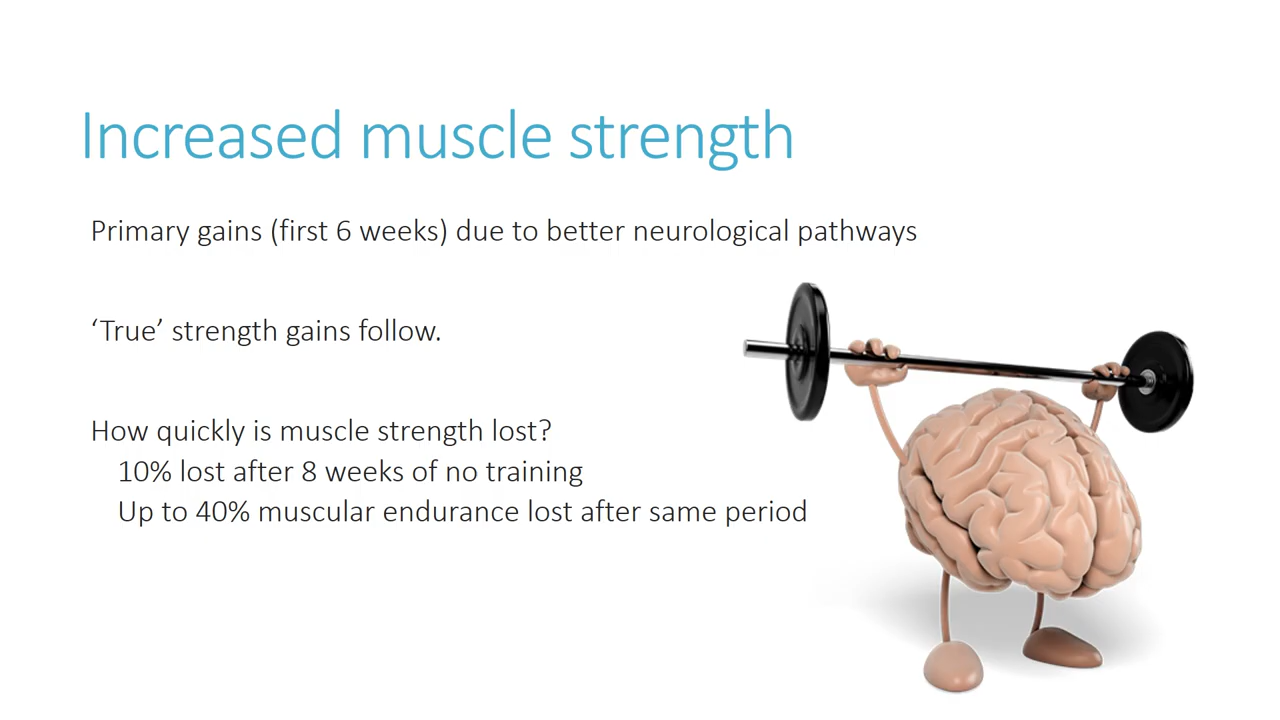 Increased muscle strength
Primary gains (first 6 weeks) due to better neurological pathways
‘True’ strength gains follow.
How quickly is muscle strength lost?
10% lost after 8 weeks of no training
Up to 40% muscular endurance lost after same period